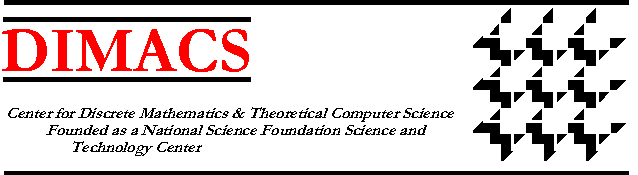 DIMACS
Center for Discrete Mathematics & Theoretical Computer Science
Founded as a National Science Foundation Science and
Technology Center